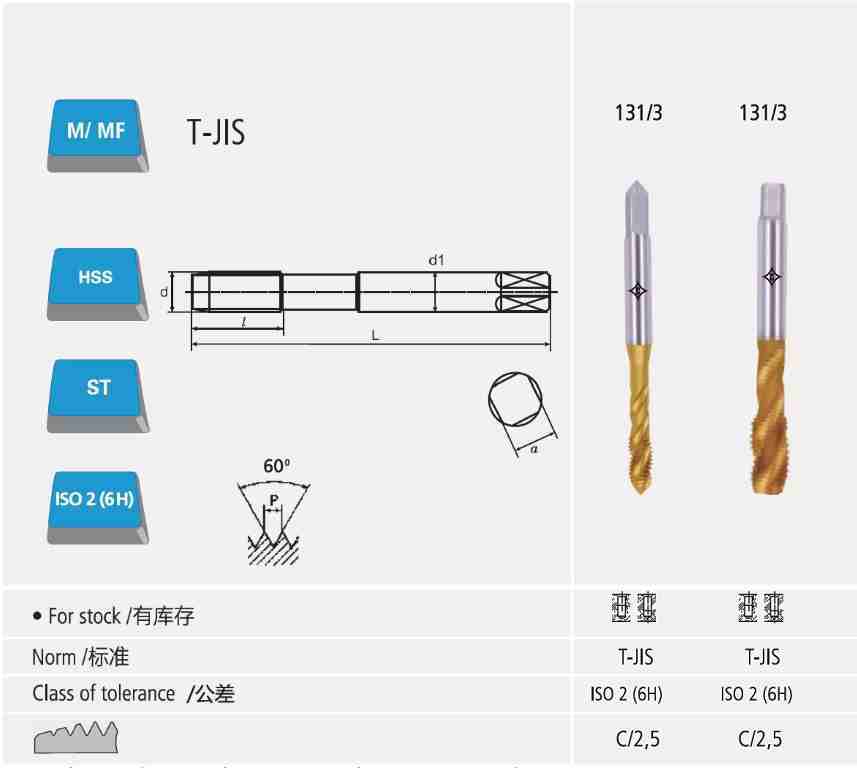 131/3 131/3
M/ MF T-JIS
HSS
d1
d
l
L
ST
a
60°
P
ISO 2 (6H)
• For stock /有库存
Norm /标准 T-JIS T-JIS
Class of tolerance /公差 ISO 2 (6H) ISO 2 (6H)
C/2,5 C/2,5